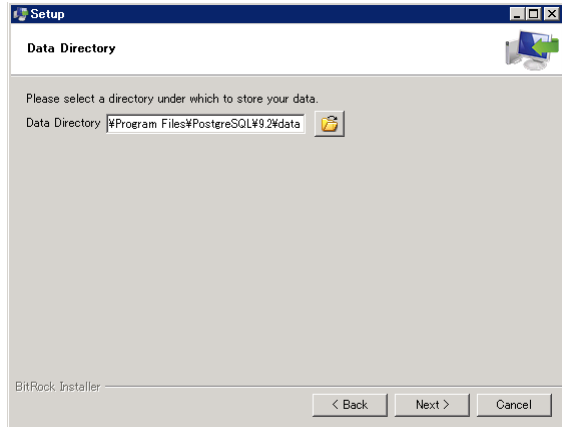 Setup
Data Directory
Please select a directory under which to store your data.
Data Directory ¥Program Files¥PostgreSQL¥9.2¥data
BitRock Installer
< Back Next > Cancel